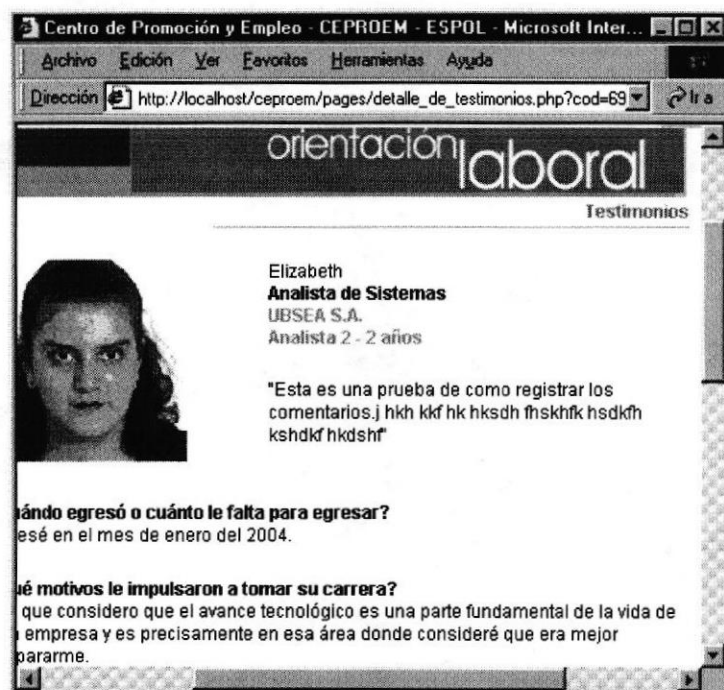 Centro de Promoción y Empleo - CEPROEM - ESPOL - Microsoft Inter...
Archivo Edición Ver Favoritos Herramientas Ayuda
Dirección http://localhost/ceproem/pages/detalle_de_testimonios.php?cod=69 Ir a
orientación laboral
Testimonios
Elizabeth
Analista de Sistemas
UBSEA S.A.
Analista 2 - 2 años
"Esta es una prueba de como registrar los
comentarios.j hkh kkf hk hksdh fhskhfk hsdkfh
kshdkf hkdshf"
uándo egresó o cuánto le falta para egresar?
esé en el mes de enero del 2004.
ué motivos le impulsaron a tomar su carrera?
que considero que el avance tecnológico es una parte fundamental de la vida de
empresa y es precisamente en esa área donde consideré que era mejor
pararme.